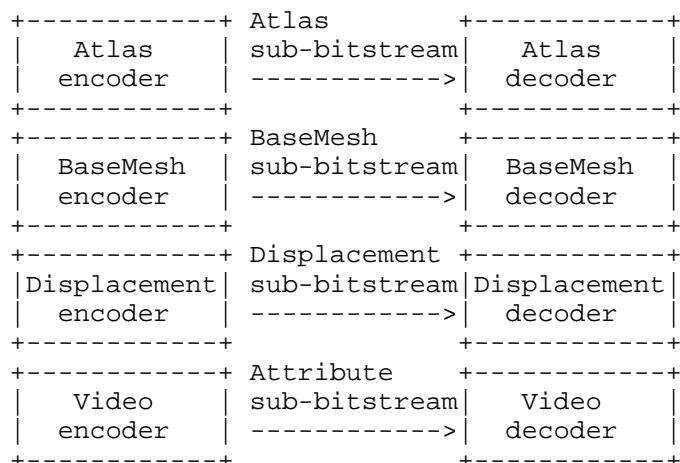 +------------+ Atlas        +------------+
|   Atlas    | sub-bitstream|   Atlas    |
|  encoder   | ------------>|  decoder   |
+------------+              +------------+
+------------+ BaseMesh     +------------+
|  BaseMesh  | sub-bitstream|  BaseMesh  |
|  encoder   | ------------>|  decoder   |
+------------+              +------------+
+------------+ Displacement +------------+
|Displacement| sub-bitstream|Displacement|
|  encoder   | ------------>|  decoder   |
+------------+              +------------+
+------------+ Attribute    +------------+
|   Video    | sub-bitstream|   Video    |
|  encoder   | ------------>|  decoder   |
+------------+              +------------+